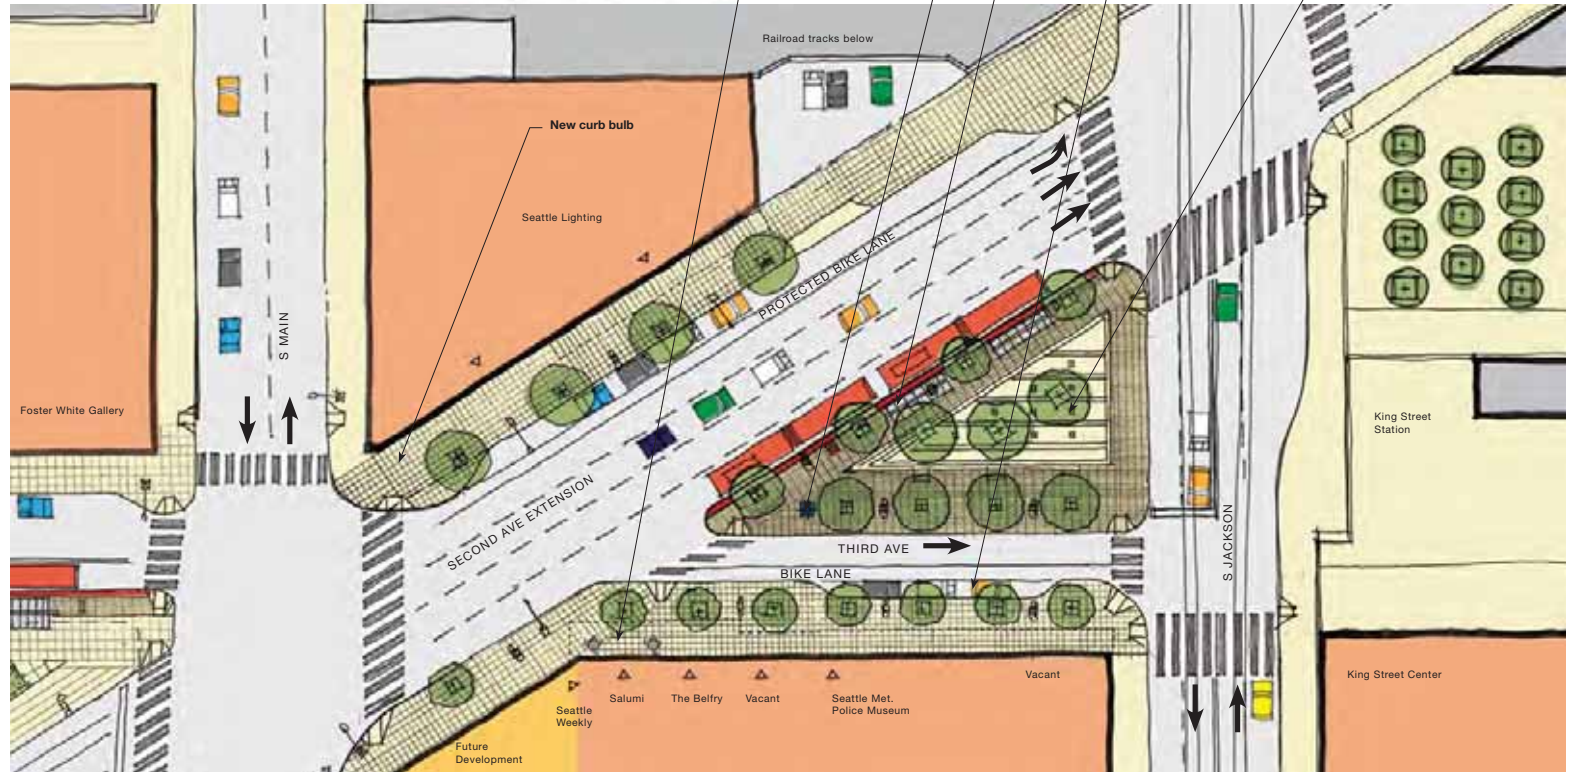 Railroad tracks below
New curb bulb
Seattle Lighting
PROTECTED BIKE LANE
S MAIN
Foster White Gallery
King Street
Station
SECOND AVE EXTENSION
THIRD AVE
BIKE LANE
S JACKSON
Salumi
The Belfry
Vacant
Seattle Met.
Police Museum
Vacant
King Street Center
Seattle
Weekly
Future
Development